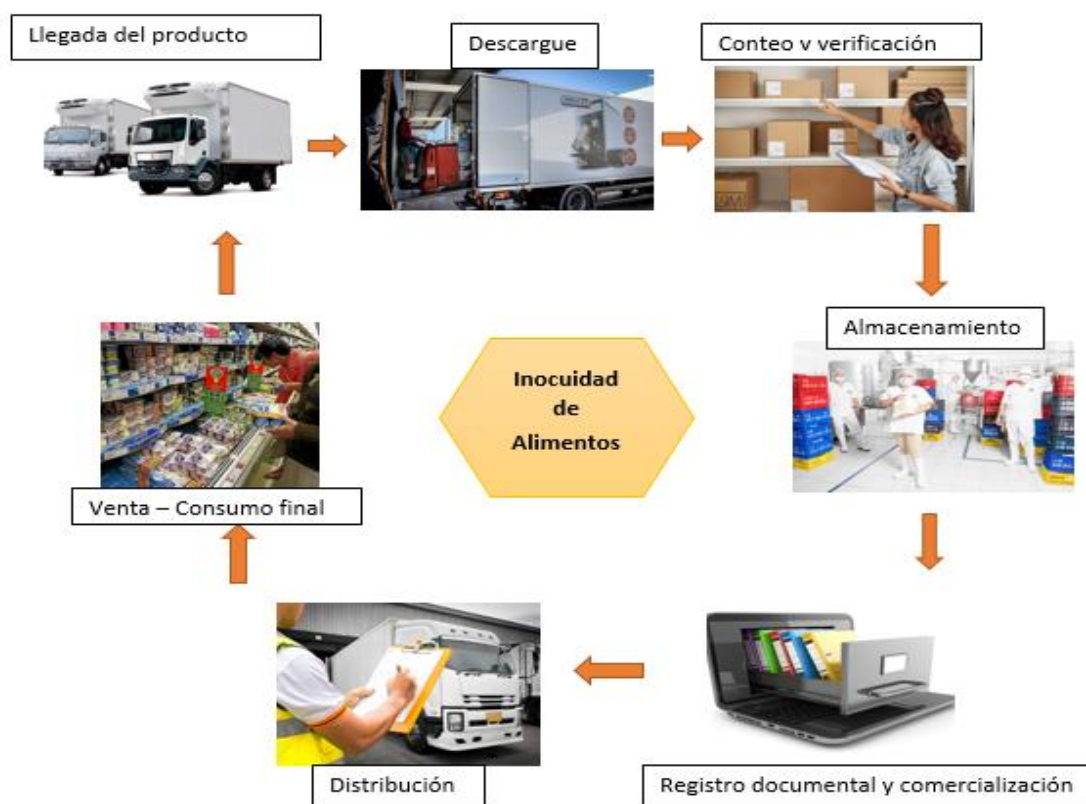 Llegada del producto
Descargue
Conteo v verificación
Almacenamiento
Inocuidad
de
Alimentos
Venta – Consumo final
Distribución
Registro documental y comercialización